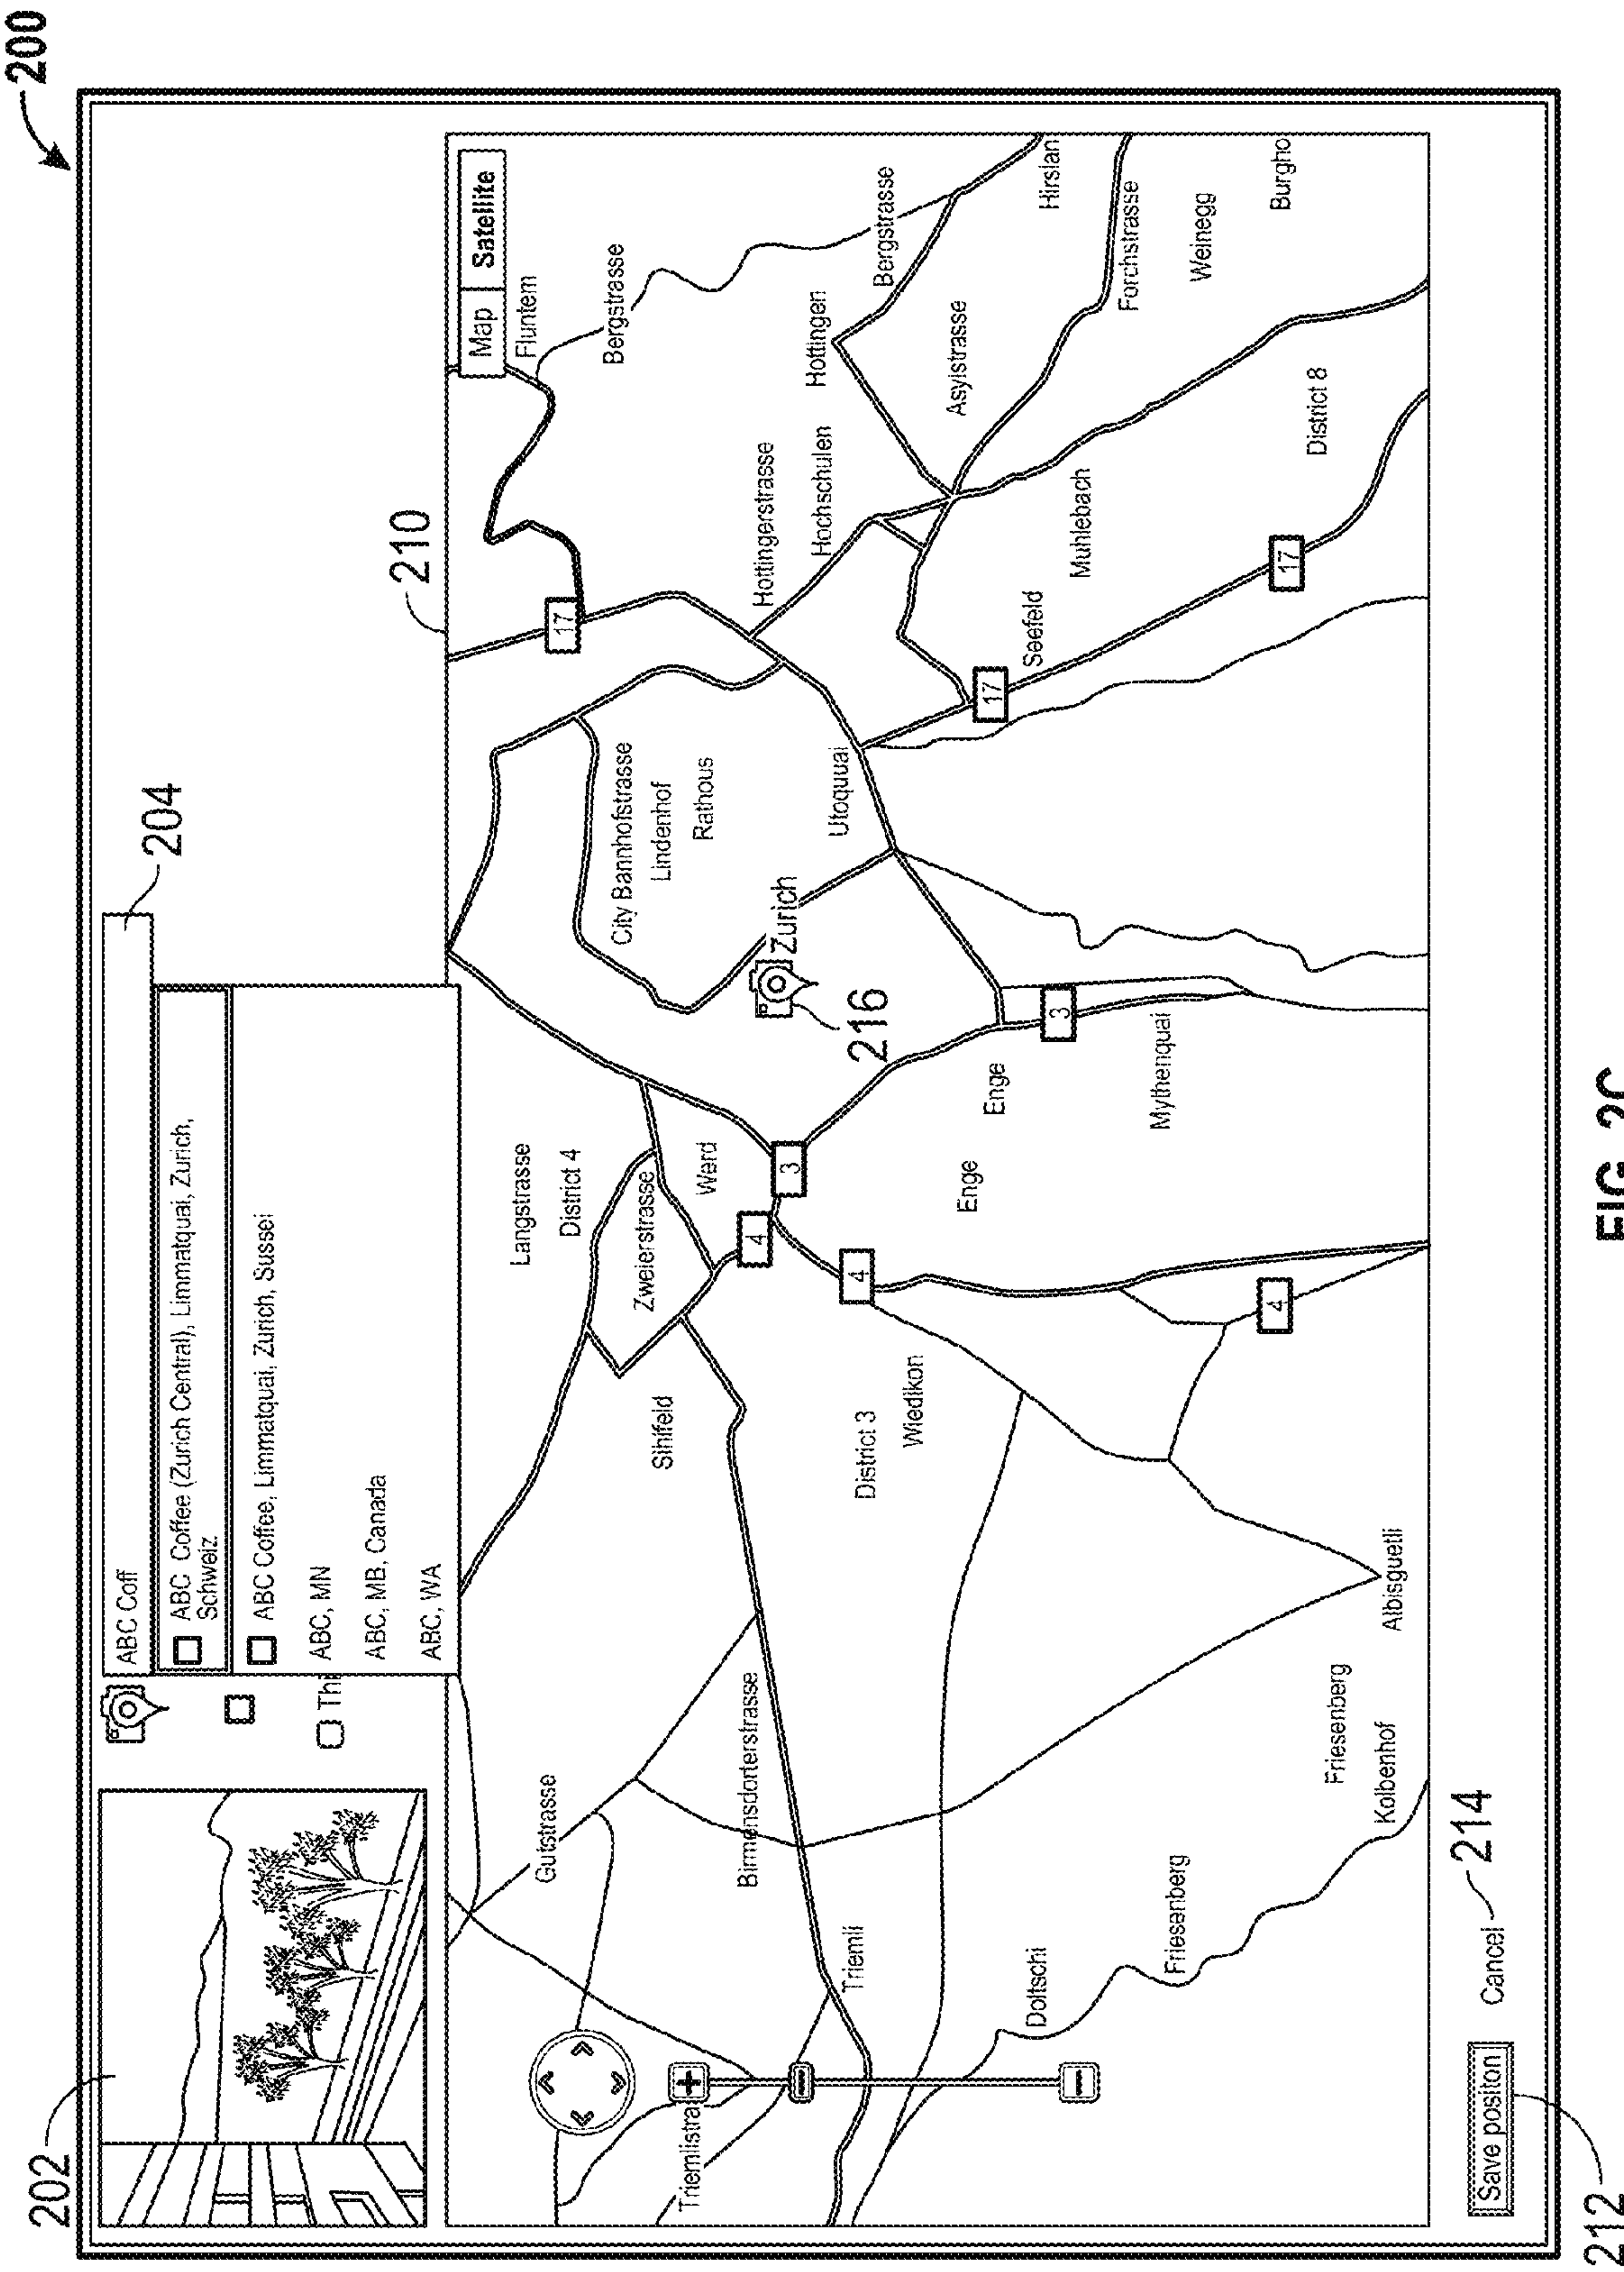 200
202
204
ABC Coff
ABC Coffee (Zurich Central), Limmatquai, Zurich,
Schweiz
ABC Coffee, Limmatquai, Zurich, Sussei
Thi
ABC, MN
ABC, MB, Canada
ABC, WA
210
Map
Satellite
Fluntem
17
Langstrasse
District 4
Gutstrasse
Bergstrasse
City Bannhofstrasse
Lindenhof
Rathous
Zweierstrasse
Sihlfeld
Werd
Triemlistra
Birmensdorterstrasse
4
3
Zurich
216
Hottingerstrasse
Hochschulen
Hottingen
Bergstrasse
Utoquuai
Triemli
District 3
Wiedikon
4
Asylstrasse
Enge
Enge
17
Seefeld
Hirslan
Doltschi
3
Muhlebach
Forchstrasse
Mythenquai
Friesenberg
Weinegg
4
17
Burgho
District 8
Friesenberg
Kolbenhof
Albisguetli
Save positon
Cancel
214
212
FIG. 2C